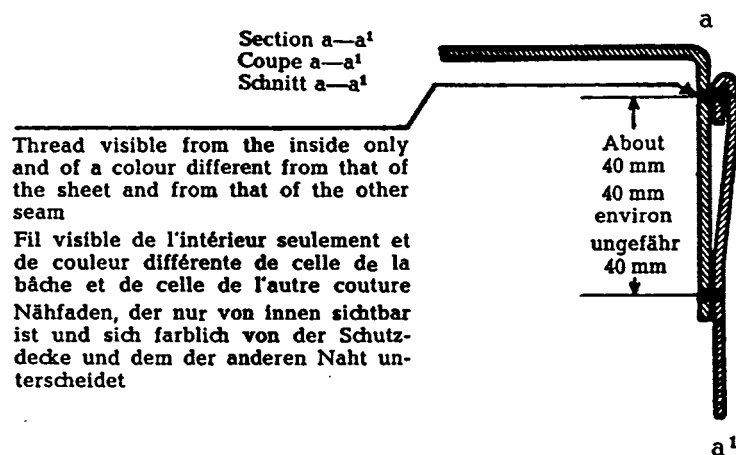 a
Section a—a¹
Coupe a—a¹
Schnitt a—a¹
Thread visible from the inside only
and of a colour different from that of
the sheet and from that of the other
seam
Fil visible de l'intérieur seulement et
de couleur différente de celle de la
bâche et de celle de l'autre couture
Nähfaden, der nur von innen sichtbar
ist und sich farblich von der Schutz-
decke und dem der anderen Naht un-
terscheidet
About
40 mm
40 mm
environ
ungefähr
40 mm
a¹